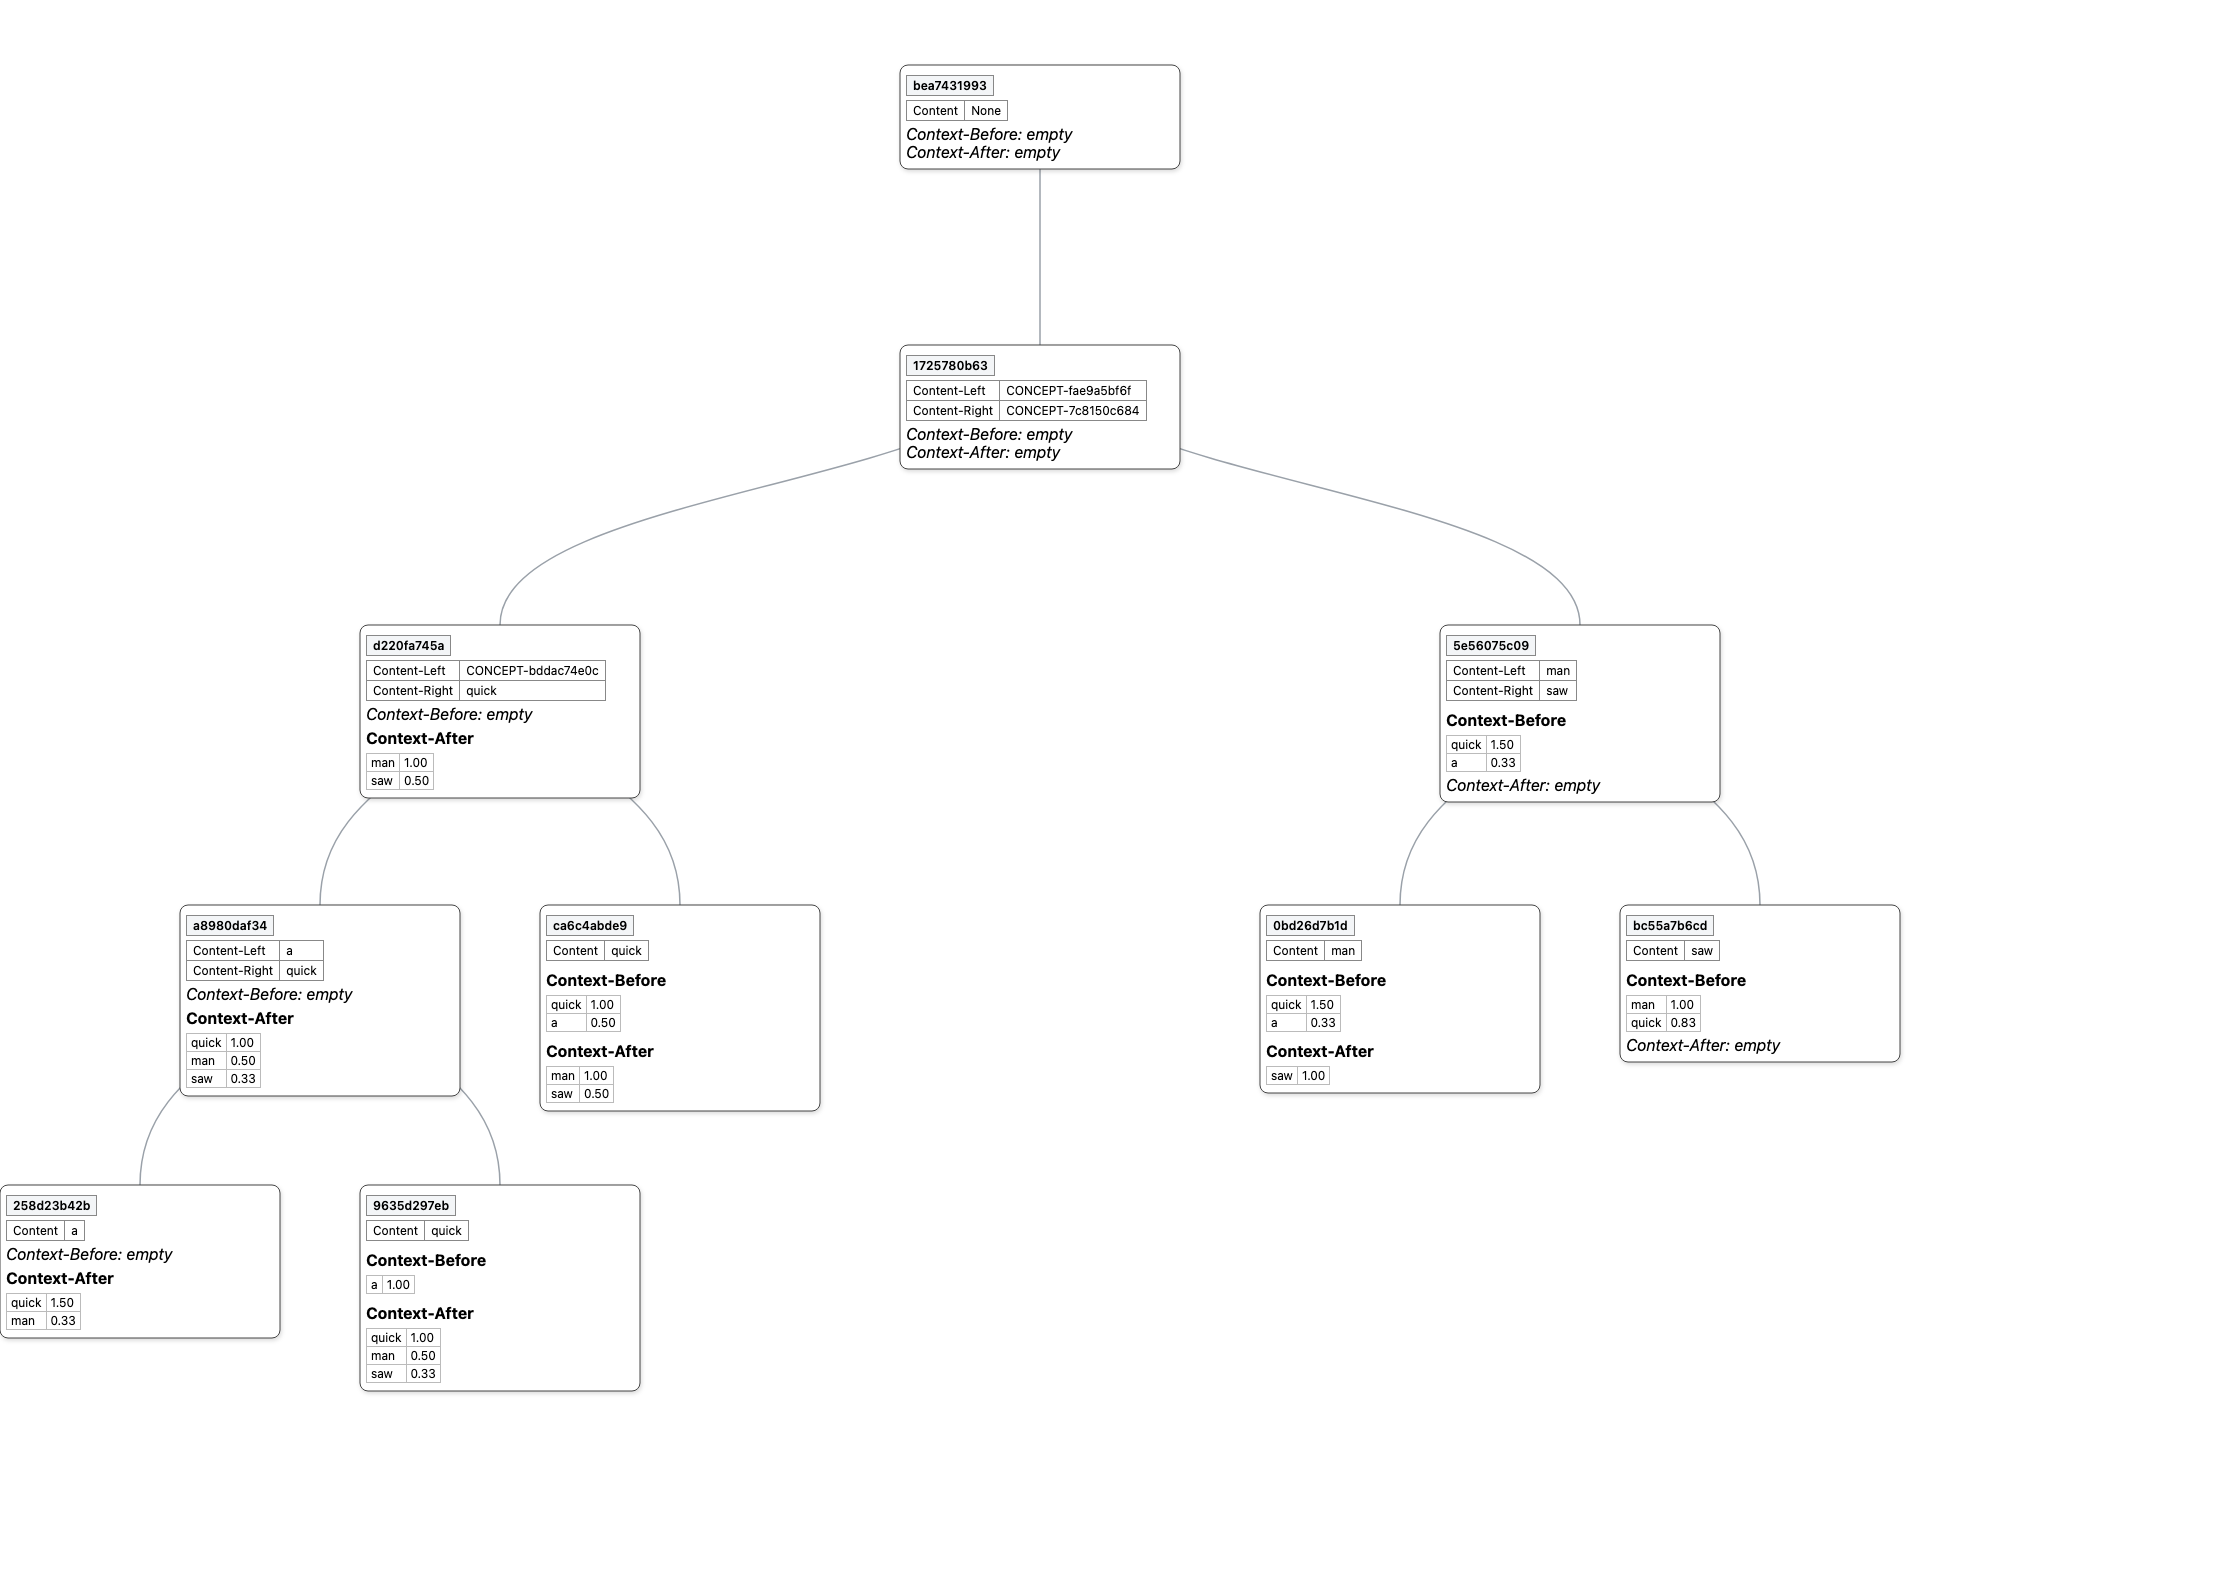 bea7431993
Content None
Context-Before: empty
Context-After: empty
1725780b63
Content-Left CONCEPT-fae9a5bf6f
Content-Right CONCEPT-7c8150c684
Context-Before: empty
Context-After: empty
d220fa745a
Content-Left CONCEPT-bddac74e0c
Content-Right quick
Context-Before: empty
Context-After
man 1.00
saw 0.50
5e56075c09
Content-Left man
Content-Right saw
Context-Before
quick 1.50
a 0.33
Context-After: empty
a8980daf34
Content-Left a
Content-Right quick
Context-Before: empty
Context-After
quick 1.00
man 0.50
saw 0.33
ca6c4abde9
Content quick
Context-Before
quick 1.00
a 0.50
Context-After
man 1.00
saw 0.50
0bd26d7b1d
Content man
Context-Before
quick 1.50
a 0.33
Context-After
saw 1.00
bc55a7b6cd
Content saw
Context-Before
man 1.00
quick 0.83
Context-After: empty
258d23b42b
Content a
Context-Before: empty
Context-After
quick 1.50
man 0.33
9635d297eb
Content quick
Context-Before
a 1.00
Context-After
quick 1.00
man 0.50
saw 0.33